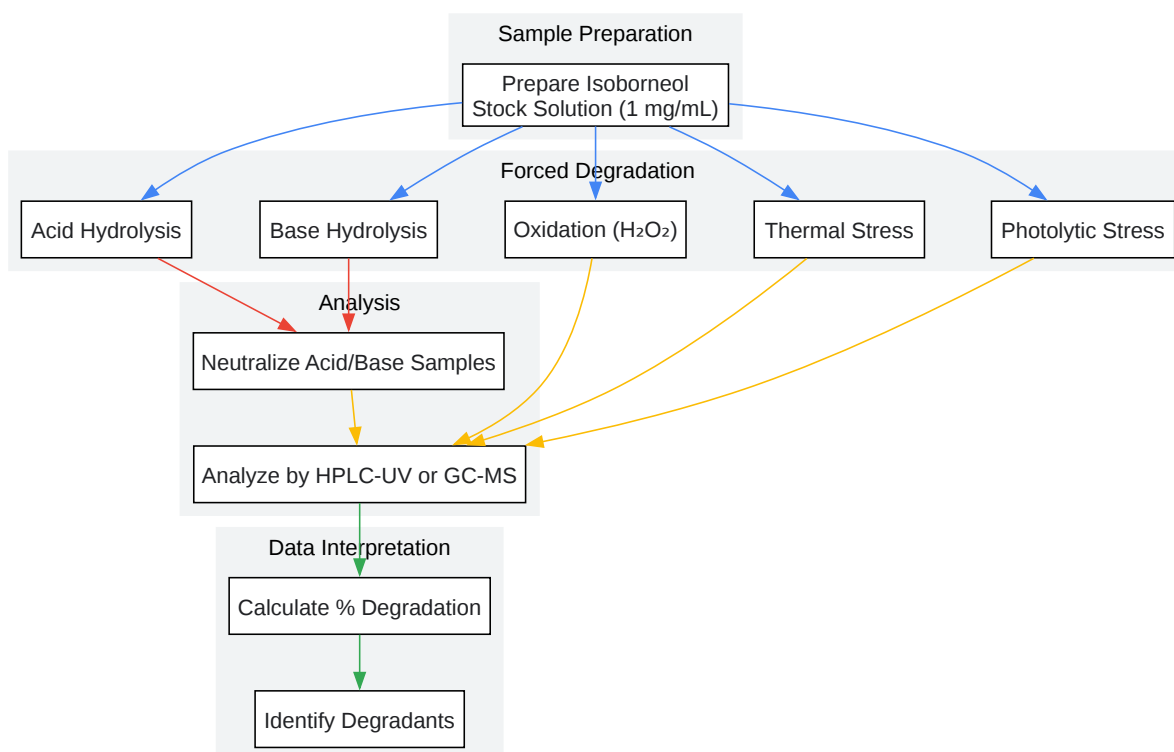 Sample Preparation
Prepare Isoborneol
Stock Solution (1 mg/mL)
Forced Degradation
Acid Hydrolysis
Base Hydrolysis
Oxidation (H₂O₂)
Thermal Stress
Photolytic Stress
Analysis
Neutralize Acid/Base Samples
Analyze by HPLC-UV or GC-MS
Data Interpretation
Calculate % Degradation
Identify Degradants